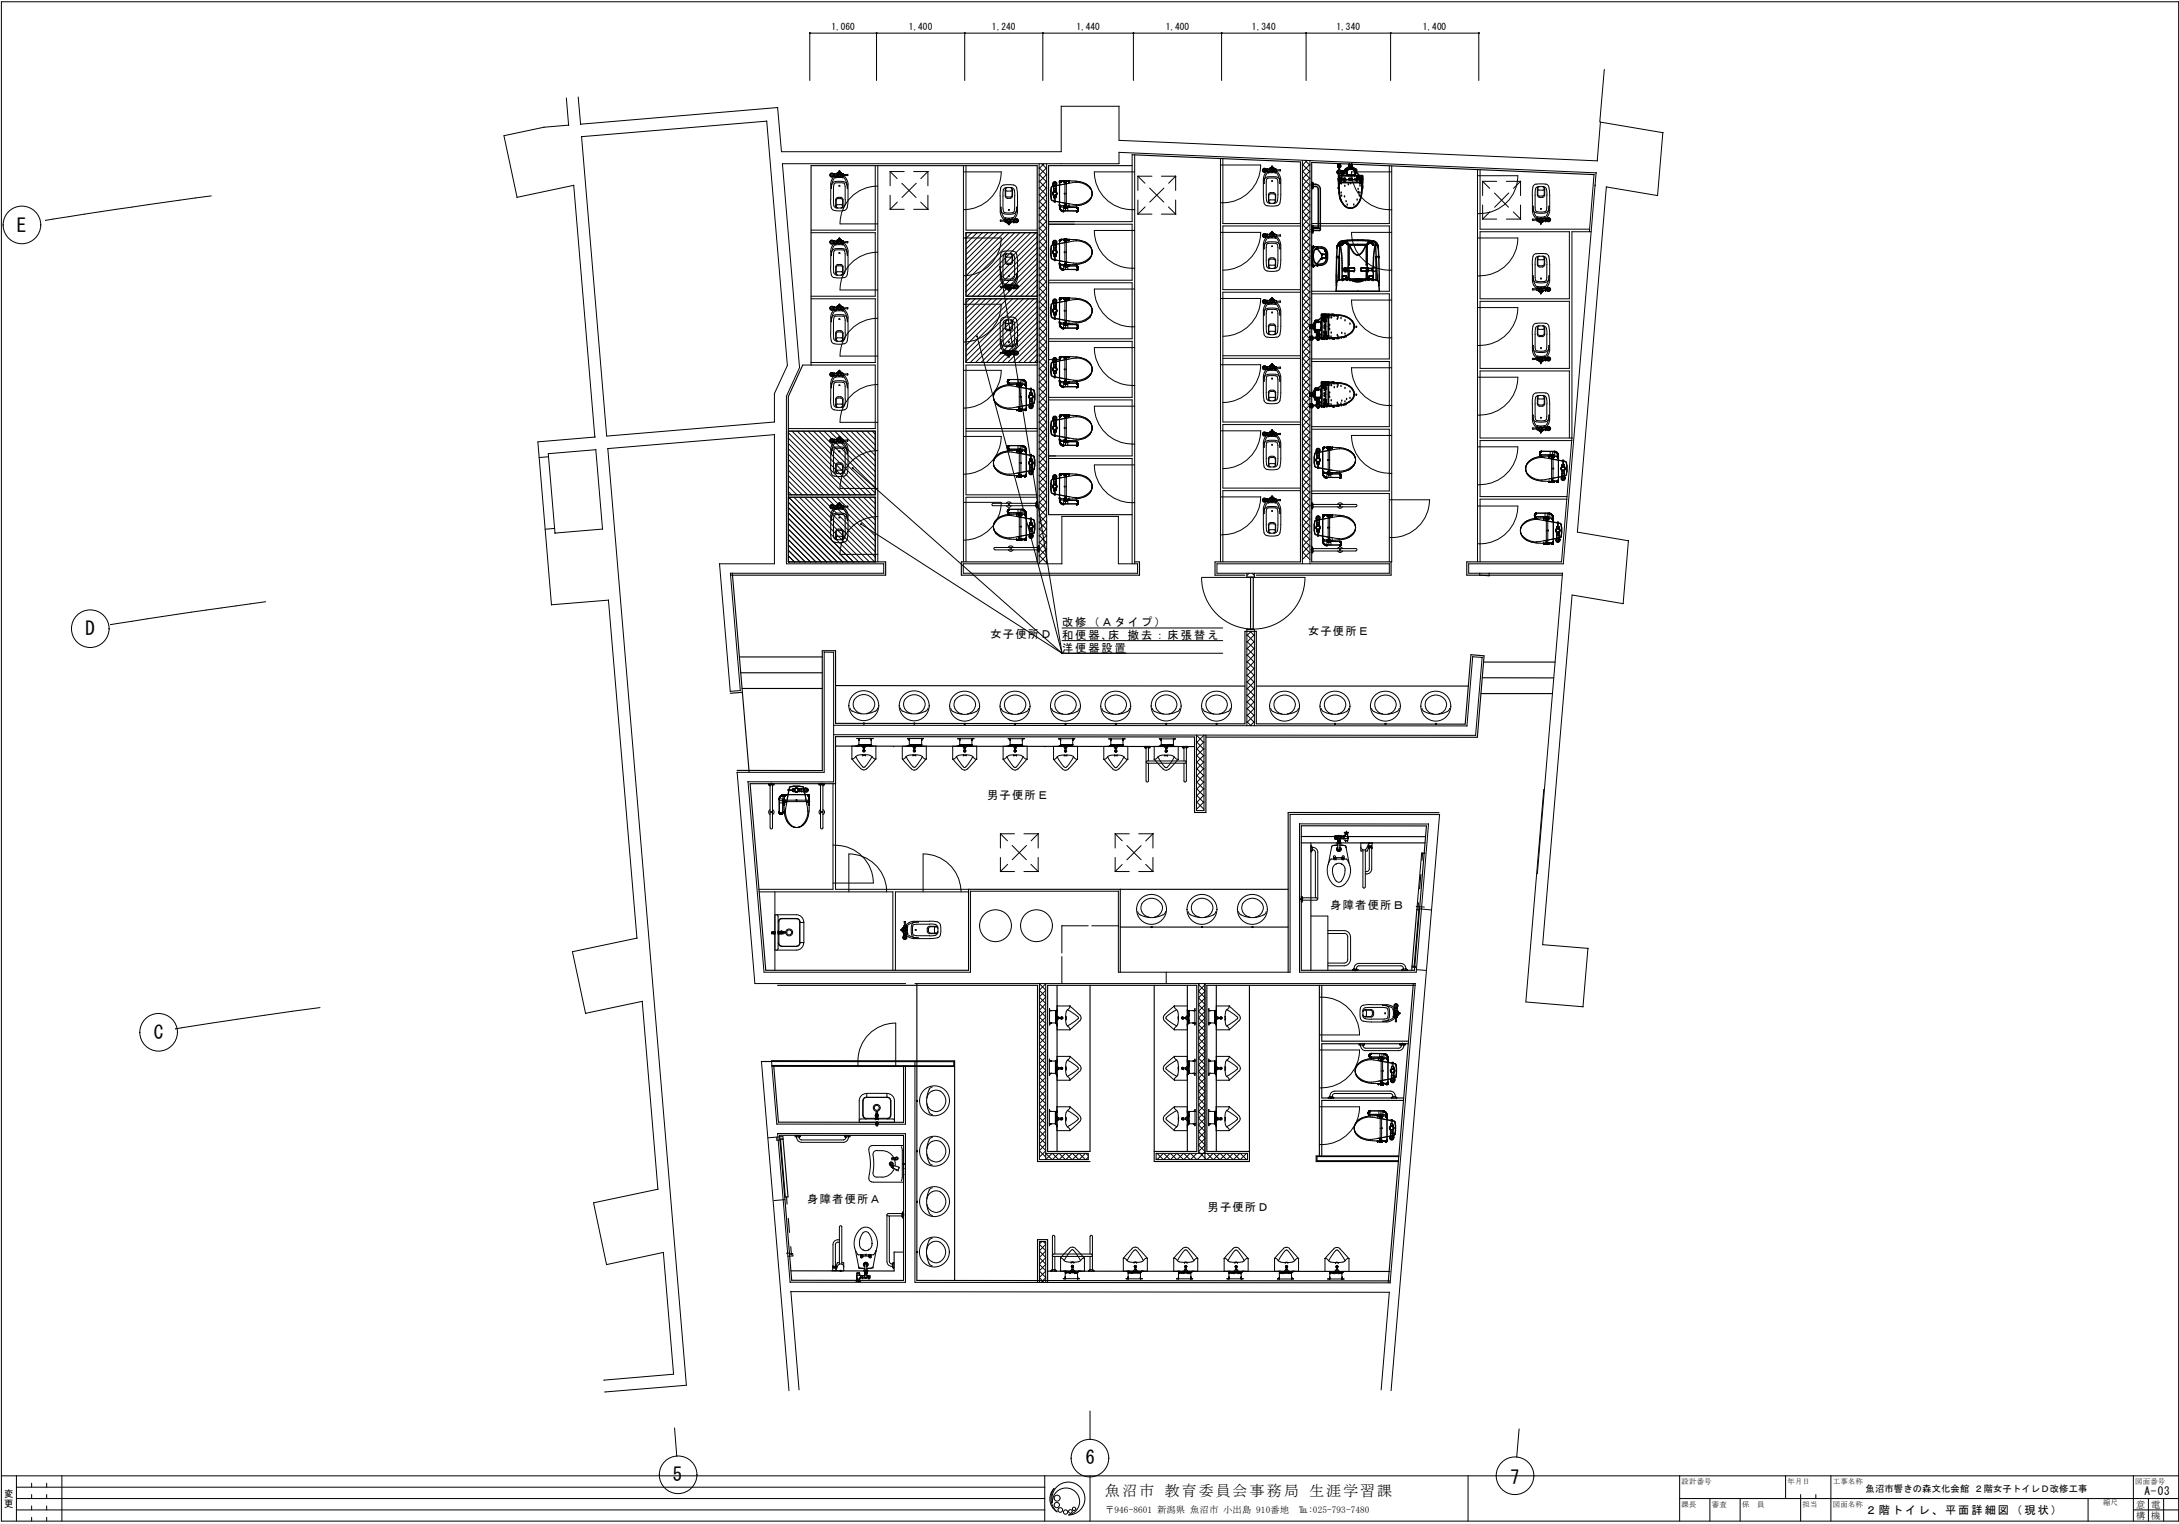 1,060 1,400 1,240 1,440 1,400 1,340 1,340 1,400
E
D
C
改修（Aタイプ）
和便器、床 撤去：床張替え
洋便器設置
女子便所D
女子便所E
男子便所E
身障者便所B
身障者便所A
男子便所D
5
6
7
変更
魚沼市 教育委員会事務局 生涯学習課
〒946-8601 新潟県 魚沼市 小出島 910番地 ℡:025-793-7480
設計番号
年月日
課長 審査 係 員 担当
工事名称 魚沼市響きの森文化会館 2階女子トイレD改修工事
図面名称 2階トイレ、平面詳細図（現状）
縮尺
図面番号
A-03
意 電
構 機